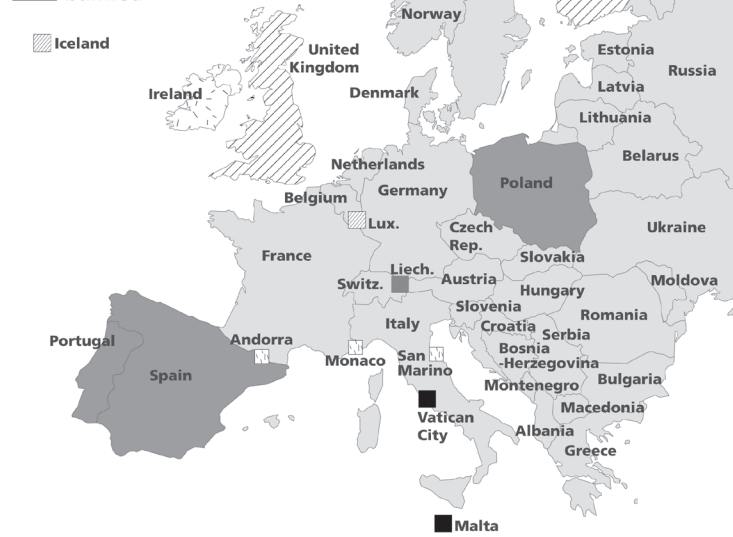 Norway
Iceland
United
Kingdom
Estonia
Russia
Ireland
Denmark
Latvia
Lithuania
Belarus
Netherlands
Poland
Germany
Belgium
Lux.
Czech
Rep.
Ukraine
France
Slovakia
Liech.
Switz.
Austria
Moldova
Hungary
Slovenia
Romania
Italy
Croatia
Serbia
Portugal
Andorra
Bosnia
-Herzegovina
Monaco
San
Marino
Spain
Montenegro
Bulgaria
Macedonia
Vatican
City
Albania
Greece
Malta